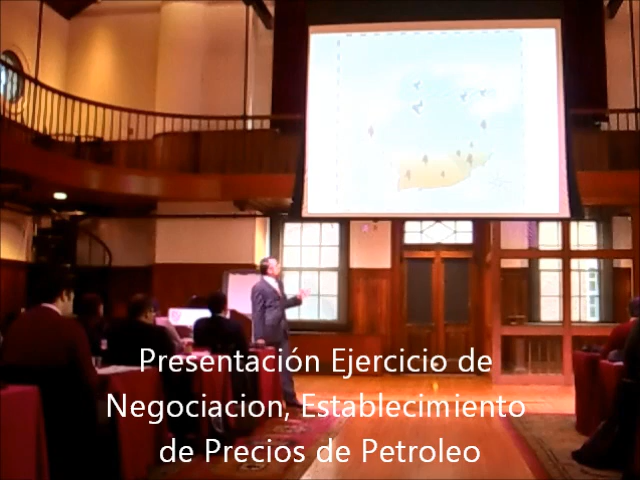 Presentación Ejercicio de
Negociacion, Establecimiento
de Precios de Petroleo